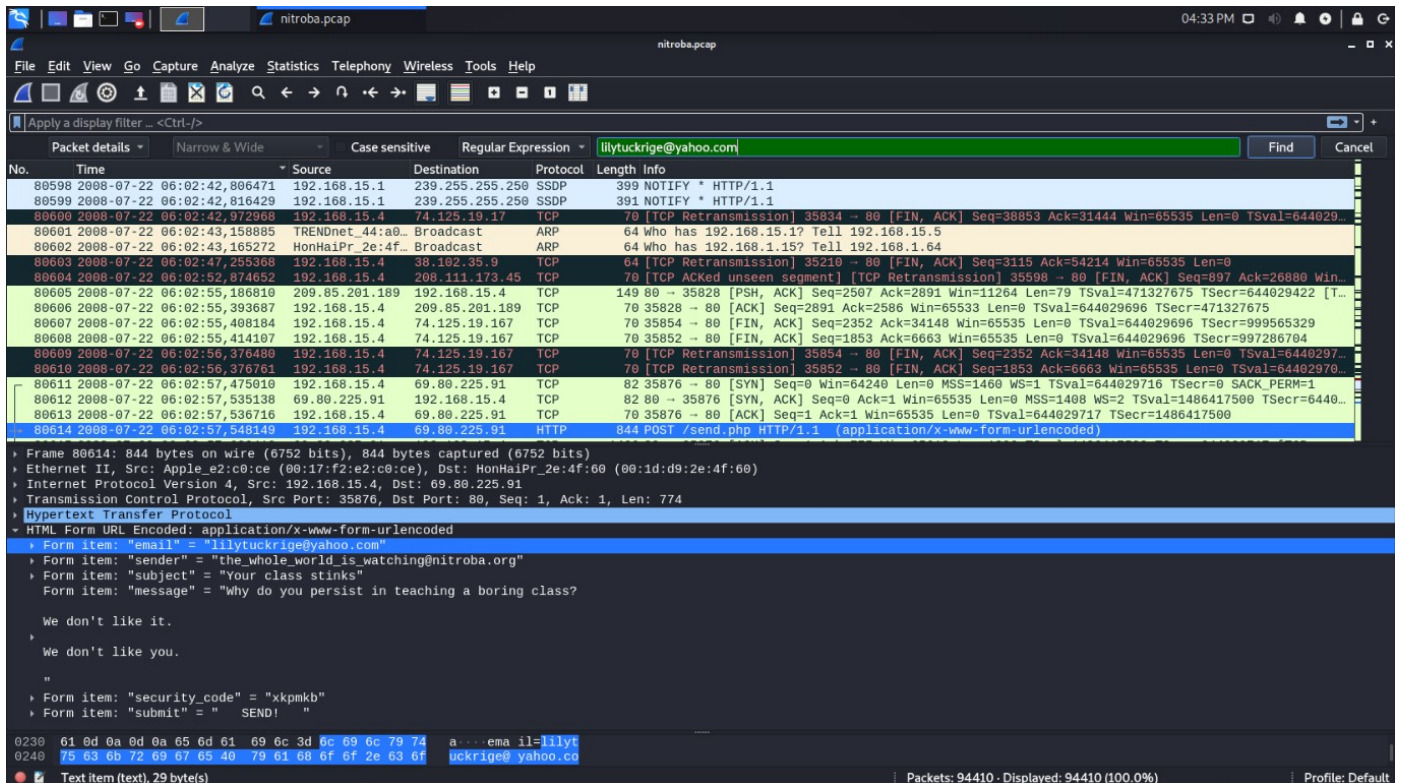 nitroba.pcap
04:33 PM
nitroba.pcap
File Edit View Go Capture Analyze Statistics Telephony Wireless Tools Help
Apply a display filter ... <Ctrl-/>
+
Packet details Narrow & Wide Case sensitive Regular Expression lilytuckrige@yahoo.com Find Cancel
No. Time Source Destination Protocol Length Info
80598 2008-07-22 06:02:42,806471 192.168.15.1 239.255.255.250 SSDP 399 NOTIFY * HTTP/1.1
80599 2008-07-22 06:02:42,816429 192.168.15.1 239.255.255.250 SSDP 391 NOTIFY * HTTP/1.1
80600 2008-07-22 06:02:42,972968 192.168.15.4 74.125.19.17 TCP 70 [TCP Retransmission] 35834 → 80 [FIN, ACK] Seq=38853 Ack=31444 Win=65535 Len=0 TSval=644029…
80601 2008-07-22 06:02:43,158885 TRENDnet_44:a0… Broadcast ARP 64 Who has 192.168.15.1? Tell 192.168.15.5
80602 2008-07-22 06:02:43,165272 HonHaiPr_2e:4f… Broadcast ARP 64 Who has 192.168.1.15? Tell 192.168.1.64
80603 2008-07-22 06:02:47,255368 192.168.15.4 38.102.35.9 TCP 64 [TCP Retransmission] 35210 → 80 [FIN, ACK] Seq=3115 Ack=54214 Win=65535 Len=0
80604 2008-07-22 06:02:52,874652 192.168.15.4 208.111.173.45 TCP 70 [TCP ACKed unseen segment] [TCP Retransmission] 35598 → 80 [FIN, ACK] Seq=897 Ack=26880 Win…
80605 2008-07-22 06:02:55,186810 209.85.201.189 192.168.15.4 TCP 149 80 → 35828 [PSH, ACK] Seq=2507 Ack=2891 Win=11264 Len=79 TSval=471327675 TSecr=644029422 [T…
80606 2008-07-22 06:02:55,393687 192.168.15.4 209.85.201.189 TCP 70 35828 → 80 [ACK] Seq=2891 Ack=2586 Win=65533 Len=0 TSval=644029696 TSecr=471327675
80607 2008-07-22 06:02:55,408184 192.168.15.4 74.125.19.167 TCP 70 35854 → 80 [FIN, ACK] Seq=2352 Ack=34148 Win=65535 Len=0 TSval=644029696 TSecr=999565329
80608 2008-07-22 06:02:55,414107 192.168.15.4 74.125.19.167 TCP 70 35852 → 80 [FIN, ACK] Seq=1853 Ack=6663 Win=65535 Len=0 TSval=644029696 TSecr=997286704
80609 2008-07-22 06:02:56,376480 192.168.15.4 74.125.19.167 TCP 70 [TCP Retransmission] 35854 → 80 [FIN, ACK] Seq=2352 Ack=34148 Win=65535 Len=0 TSval=6440297…
80610 2008-07-22 06:02:56,376761 192.168.15.4 74.125.19.167 TCP 70 [TCP Retransmission] 35852 → 80 [FIN, ACK] Seq=1853 Ack=6663 Win=65535 Len=0 TSval=64402970…
80611 2008-07-22 06:02:57,475010 192.168.15.4 69.80.225.91 TCP 82 35876 → 80 [SYN] Seq=0 Win=64240 Len=0 MSS=1460 WS=1 TSval=644029716 TSecr=0 SACK_PERM=1
80612 2008-07-22 06:02:57,535138 69.80.225.91 192.168.15.4 TCP 82 80 → 35876 [SYN, ACK] Seq=0 Ack=1 Win=65535 Len=0 MSS=1408 WS=2 TSval=1486417500 TSecr=6440…
80613 2008-07-22 06:02:57,536716 192.168.15.4 69.80.225.91 TCP 70 35876 → 80 [ACK] Seq=1 Ack=1 Win=65535 Len=0 TSval=644029717 TSecr=1486417500
80614 2008-07-22 06:02:57,548149 192.168.15.4 69.80.225.91 HTTP 844 POST /send.php HTTP/1.1 (application/x-www-form-urlencoded)
Frame 80614: 844 bytes on wire (6752 bits), 844 bytes captured (6752 bits)
Ethernet II, Src: Apple_e2:c0:ce (00:17:f2:e2:c0:ce), Dst: HonHaiPr_2e:4f:60 (00:1d:d9:2e:4f:60)
Internet Protocol Version 4, Src: 192.168.15.4, Dst: 69.80.225.91
Transmission Control Protocol, Src Port: 35876, Dst Port: 80, Seq: 1, Ack: 1, Len: 774
Hypertext Transfer Protocol
HTML Form URL Encoded: application/x-www-form-urlencoded
Form item: "email" = "lilytuckrige@yahoo.com"
Form item: "sender" = "the_whole_world_is_watching@nitroba.org"
Form item: "subject" = "Your class stinks"
Form item: "message" = "Why do you persist in teaching a boring class?
We don't like it.
We don't like you.
"
Form item: "security_code" = "xkpmkb"
Form item: "submit" = "   SEND!   "
0230 61 0d 0a 0d 0a 65 6d 61 69 6c 3d 6c 69 6c 79 74 a····ema il=lilyt
0240 75 63 6b 72 69 67 65 40 79 61 68 6f 6f 2e 63 6f uckrige@ yahoo.co
Text item (text), 29 byte(s)
Packets: 94410 · Displayed: 94410 (100.0%)
Profile: Default